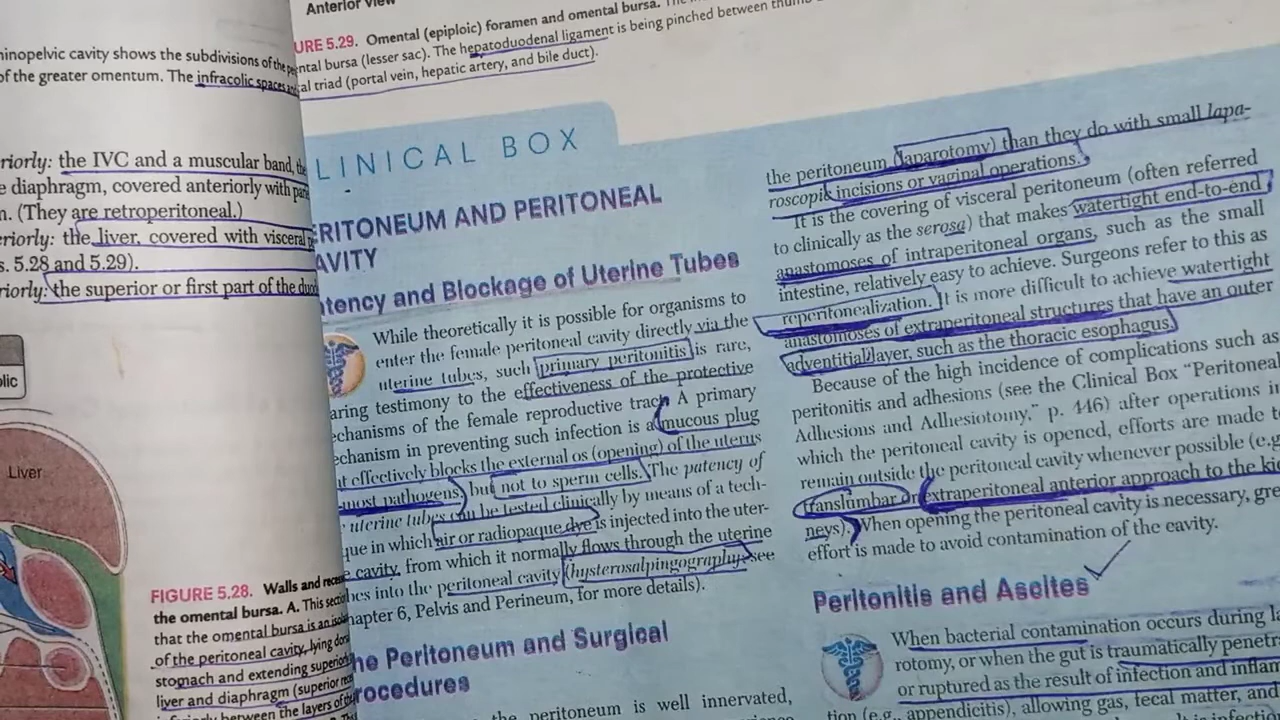 minopelvic cavity shows the subdivisions of the
of the greater omentum. The infracolic spaces
riorly: the IVC and a muscular band, the
e diaphragm, covered anteriorly with
n. (They are retroperitoneal.)
riorly: the liver, covered with visceral
s. 5.28 and 5.29).
riorly: the superior or first part of the
olic
Liver
FIGURE 5.28. Walls and
the omental bursa. A. This
that the omental bursa is an
of the peritoneal cavity, lying
stomach and extending superiorly
liver and diaphragm (superior
between the layers of
Anterior View
URE 5.29. Omental (epiploic) foramen and omental bursa.
ntal bursa (lesser sac). The hepatoduodenal ligament is being pinched between
al triad (portal vein, hepatic artery, and bile duct).
LINICAL BOX
ERITONEUM AND PERITONEAL
AVITY
tency and Blockage of Uterine Tubes
While theoretically it is possible for organisms to
enter the female peritoneal cavity directly via the
uterine tubes, such primary peritonitis is rare,
aring testimony to the effectiveness of the protective
echanisms of the female reproductive tract. A primary
echanism in preventing such infection is a mucous plug
at effectively blocks the external os (opening) of the uterus
most pathogens, but not to sperm cells. The patency of
uterine tubes can be tested clinically by means of a tech-
que in which air or radiopaque dye is injected into the uter-
e cavity, from which it normally flows through the uterine
bes into the peritoneal cavity (hysterosalpingography; see
hapter 6, Pelvis and Perineum, for more details).
he Peritoneum and Surgical
rocedures
the peritoneum is well innervated,
the peritoneum (laparotomy) than they do with small lapa-
roscopic incisions or vaginal operations.
It is the covering of visceral peritoneum (often referred
to clinically as the serosa) that makes watertight end-to-end
anastomoses of intraperitoneal organs, such as the small
intestine, relatively easy to achieve. Surgeons refer to this as
reperitonealization. It is more difficult to achieve watertight
anastomoses of extraperitoneal structures that have an outer
adventitial layer, such as the thoracic esophagus.
Because of the high incidence of complications such as
peritonitis and adhesions (see the Clinical Box "Peritoneal
Adhesions and Adhesiotomy," p. 446) after operations in
which the peritoneal cavity is opened, efforts are made to
remain outside the peritoneal cavity whenever possible (e.g.
translumbar or extraperitoneal anterior approach to the kid-
neys). When opening the peritoneal cavity is necessary, gre
effort is made to avoid contamination of the cavity.
Peritonitis and Ascites
When bacterial contamination occurs during la
rotomy, or when the gut is traumatically penetr
or ruptured as the result of infection and inflam
tion (e.g., appendicitis), allowing gas, fecal matter, and